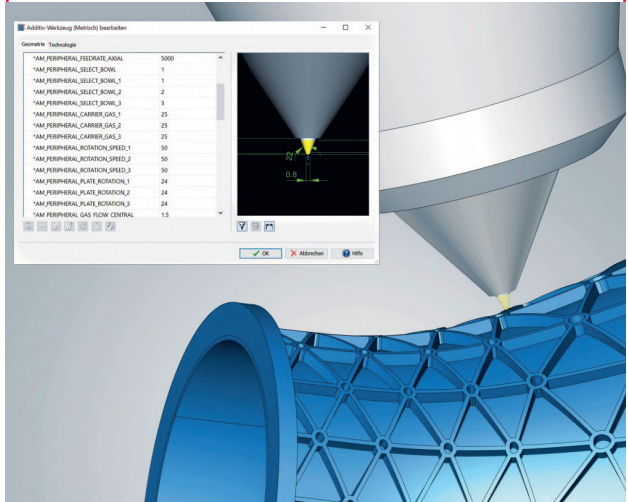 Additiv-Werkzeug (Metrisch) bearbeiten
Geometrie Technologie
*AM_PERIPHERAL_FEEDRATE_AXIAL 5000
*AM_PERIPHERAL_SELECT_BOWL 1
*AM_PERIPHERAL_SELECT_BOWL_1 1
*AM_PERIPHERAL_SELECT_BOWL_2 2
*AM_PERIPHERAL_SELECT_BOWL_3 3
*AM_PERIPHERAL_CARRIER_GAS_1 25
*AM_PERIPHERAL_CARRIER_GAS_2 25
*AM_PERIPHERAL_CARRIER_GAS_3 25
*AM_PERIPHERAL_ROTATION_SPEED_1 50
*AM_PERIPHERAL_ROTATION_SPEED_2 50
*AM_PERIPHERAL_ROTATION_SPEED_3 50
*AM_PERIPHERAL_PLATE_ROTATION_1 24
*AM_PERIPHERAL_PLATE_ROTATION_2 24
*AM_PERIPHERAL_PLATE_ROTATION_3 24
*AM_PERIPHERAL_GAS_FLOW_CENTRAL 1.5
22
0.8
OK Abbrechen Hilfe